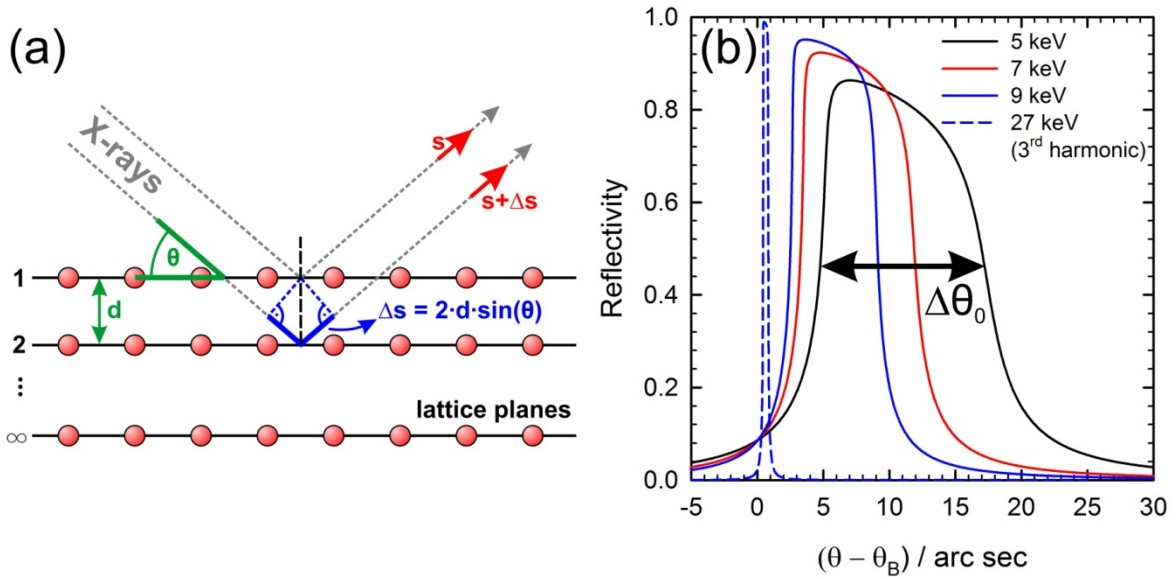 (a)
X-rays
s
s+Δs
θ
1
d
Δs = 2·d·sin(θ)
2
⋮
lattice planes
∞
(b)
1.0
0.8
0.6
0.4
0.2
0.0
Reflectivity
5 keV
7 keV
9 keV
27 keV
(3rd harmonic)
Δθ₀
-5 0 5 10 15 20 25 30
(θ − θB) / arc sec